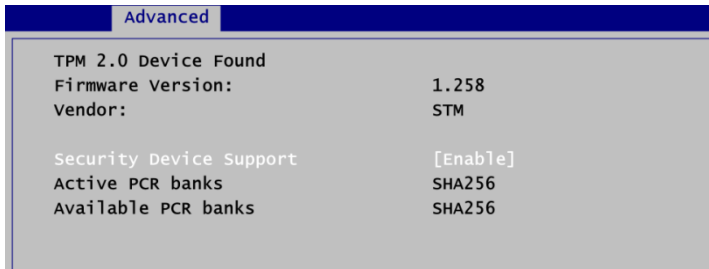 Advanced
TPM 2.0 Device Found
Firmware Version: 1.258
Vendor: STM
Security Device Support [Enable]
Active PCR banks SHA256
Available PCR banks SHA256